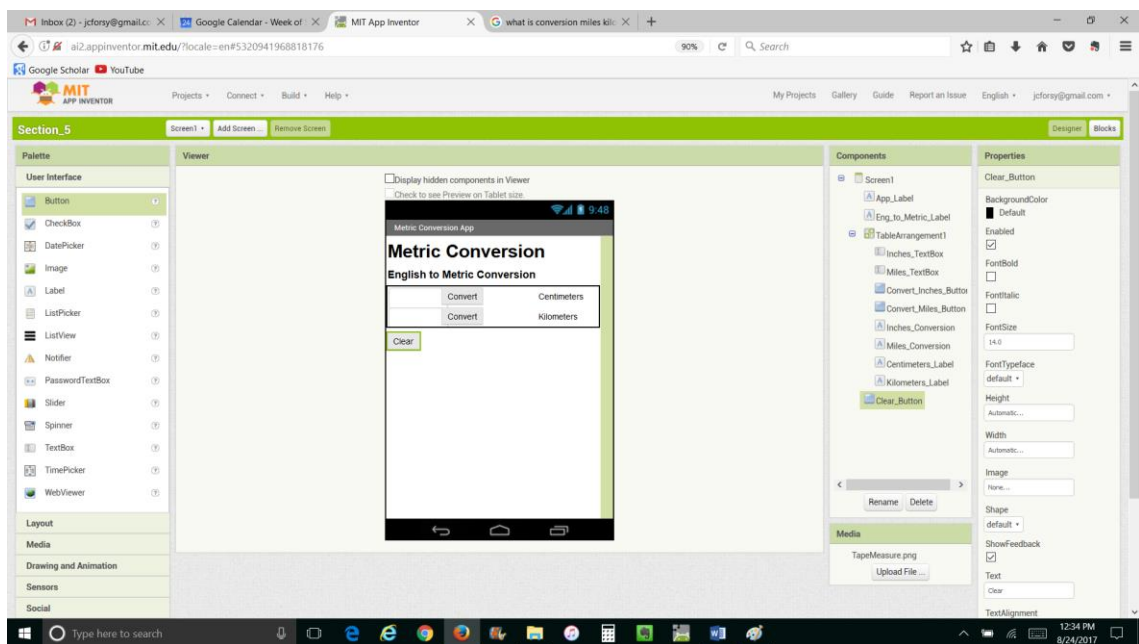 Inbox (2) - jcforsy@gmail.cc
Google Calendar - Week of
MIT App Inventor
what is conversion miles kilc
ai2.appinventor.mit.edu/?locale=en#5320941968818176
90%
Search
Google Scholar
YouTube
MIT
APP INVENTOR
Projects
Connect
Build
Help
My Projects
Gallery
Guide
Report an Issue
English
jcforsy@gmail.com
Section_5
Screen1
Add Screen ...
Remove Screen
Designer
Blocks
Palette
User Interface
Button
CheckBox
DatePicker
Image
Label
ListPicker
ListView
Notifier
PasswordTextBox
Slider
Spinner
TextBox
TimePicker
WebViewer
Layout
Media
Drawing and Animation
Sensors
Social
Viewer
Display hidden components in Viewer
Check to see Preview on Tablet size.
9:48
Metric Conversion App
Metric Conversion
English to Metric Conversion
Convert Centimeters
Convert Kilometers
Clear
Components
Screen1
App_Label
Eng_to_Metric_Label
TableArrangement1
Inches_TextBox
Miles_TextBox
Convert_Inches_Buttor
Convert_Miles_Button
Inches_Conversion
Miles_Conversion
Centimeters_Label
Kilometers_Label
Clear_Button
Rename Delete
Media
TapeMeasure.png
Upload File ...
Properties
Clear_Button
BackgroundColor
Default
Enabled
FontBold
FontItalic
FontSize
14.0
FontTypeface
default
Height
Automatic...
Width
Automatic...
Image
None...
Shape
default
ShowFeedback
Text
Clear
TextAlignment
Type here to search
12:34 PM
8/24/2017